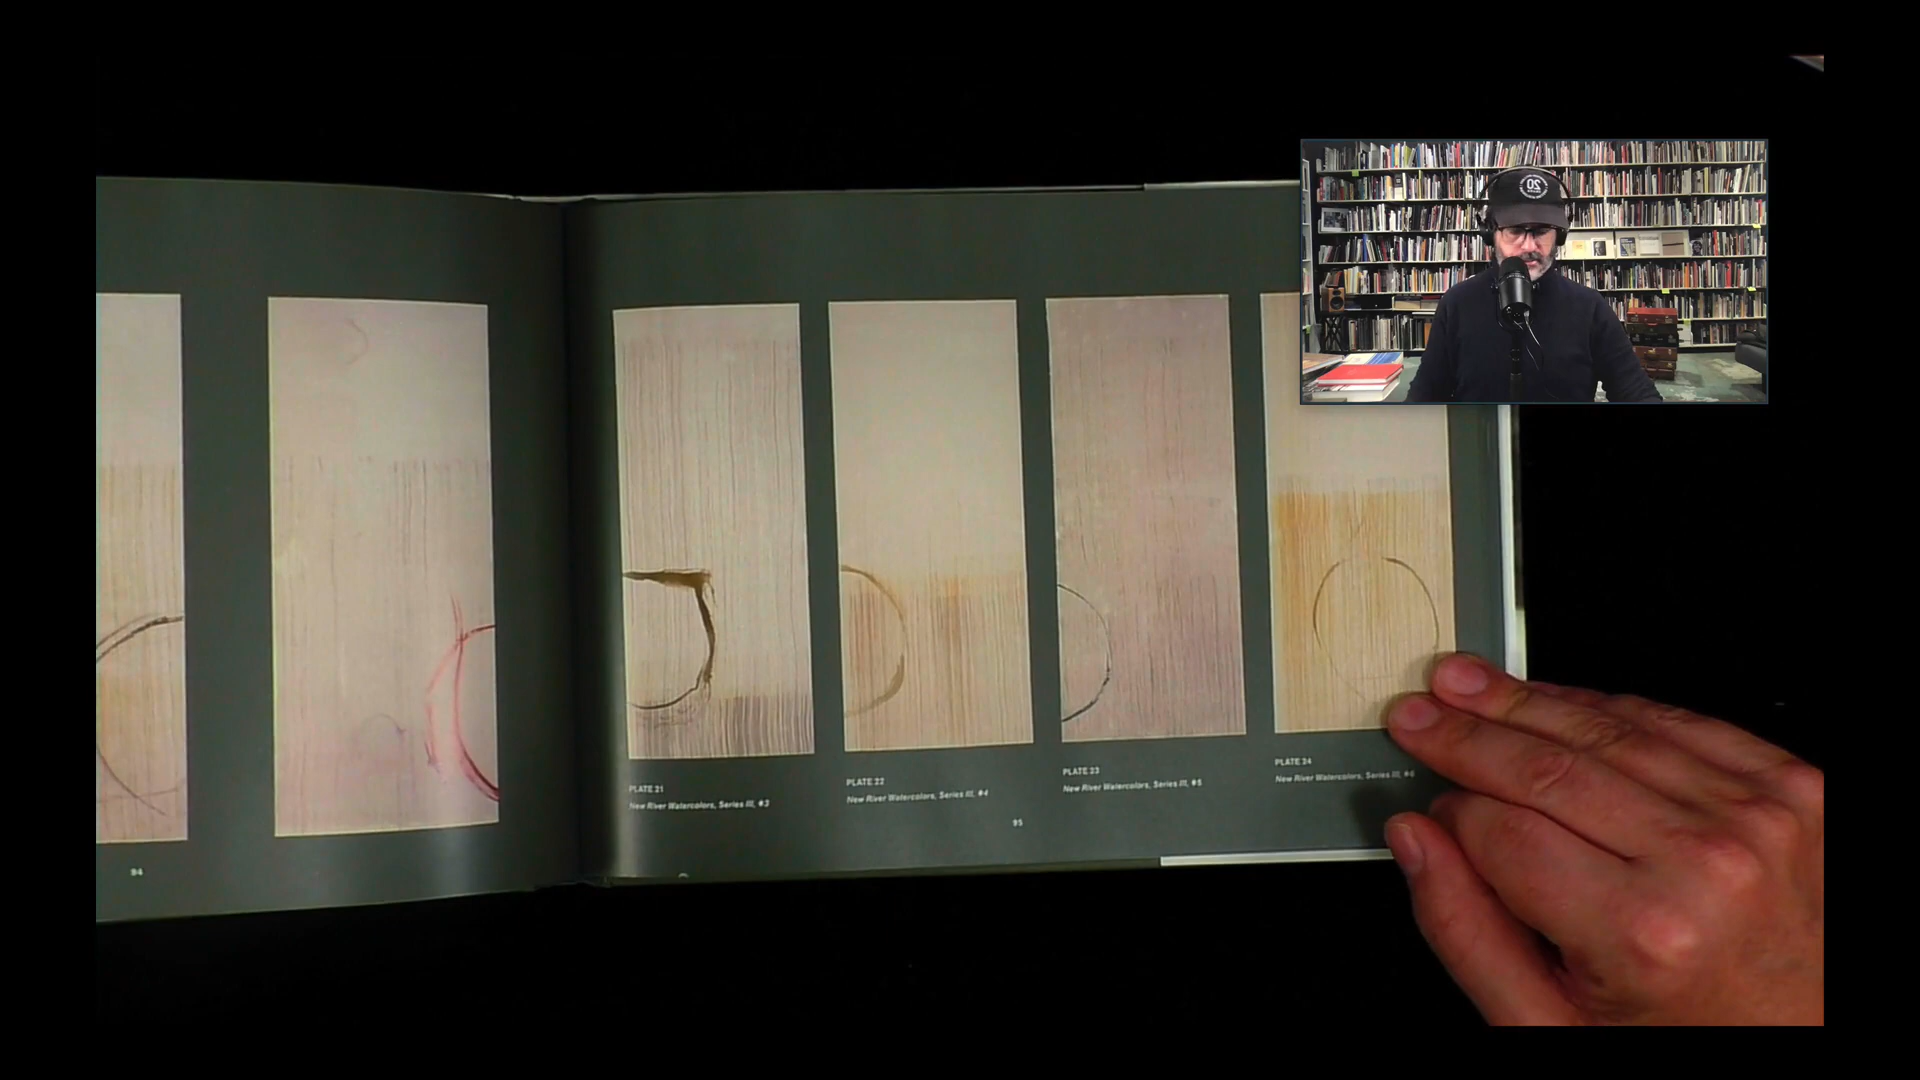 94
PLATE 21
New River Watercolors, Series III, #3
PLATE 22
New River Watercolors, Series III, #4
PLATE 23
New River Watercolors, Series III, #5
PLATE 24
New River Watercolors, Series III, #6
95
20